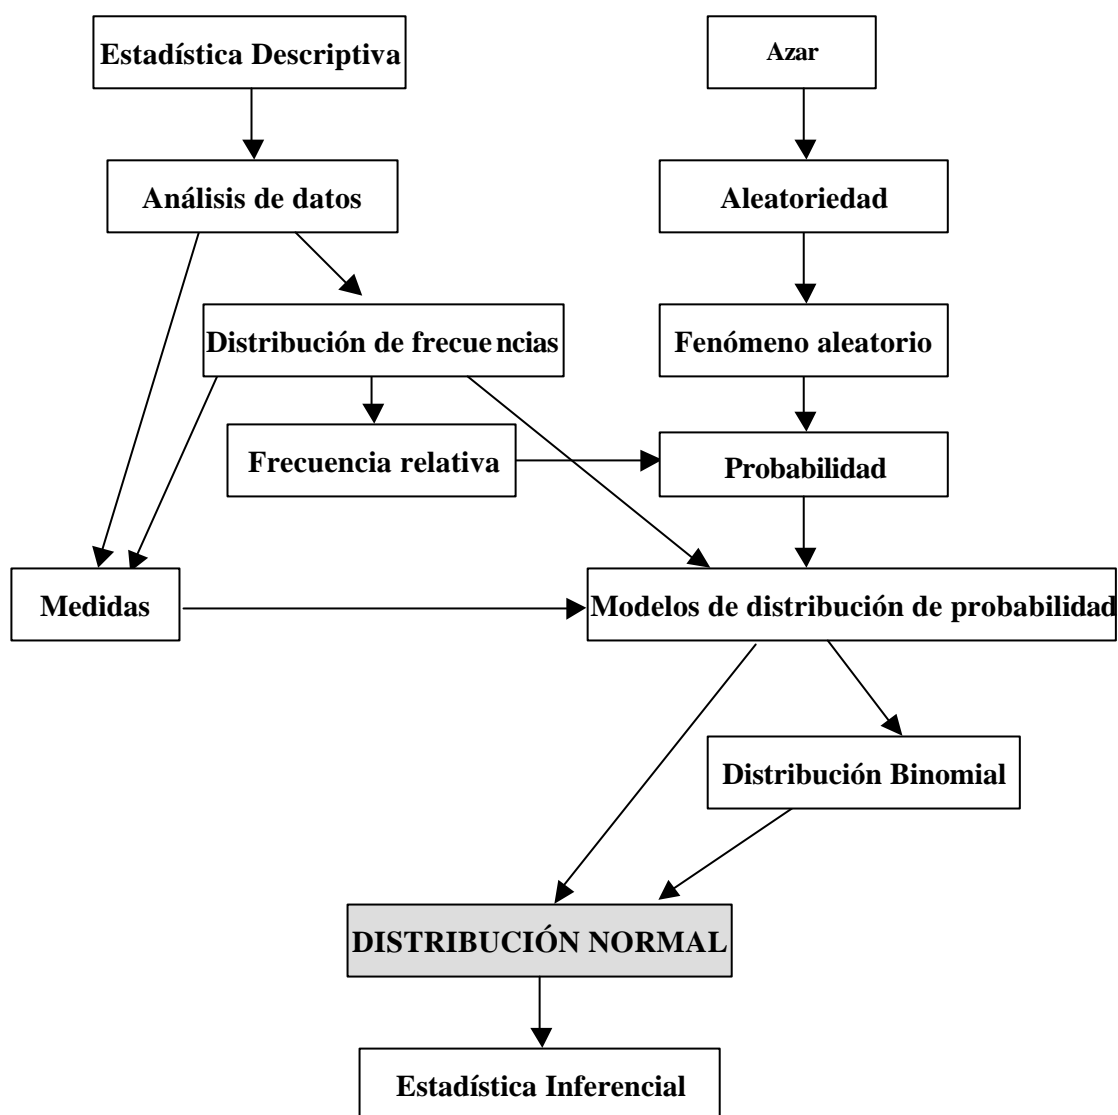 Estadística Descriptiva
Azar
Análisis de datos
Aleatoriedad
Distribución de frecuencias
Fenómeno aleatorio
Frecuencia relativa
Probabilidad
Medidas
Modelos de distribución de probabilidad
Distribución Binomial
DISTRIBUCIÓN NORMAL
Estadística Inferencial